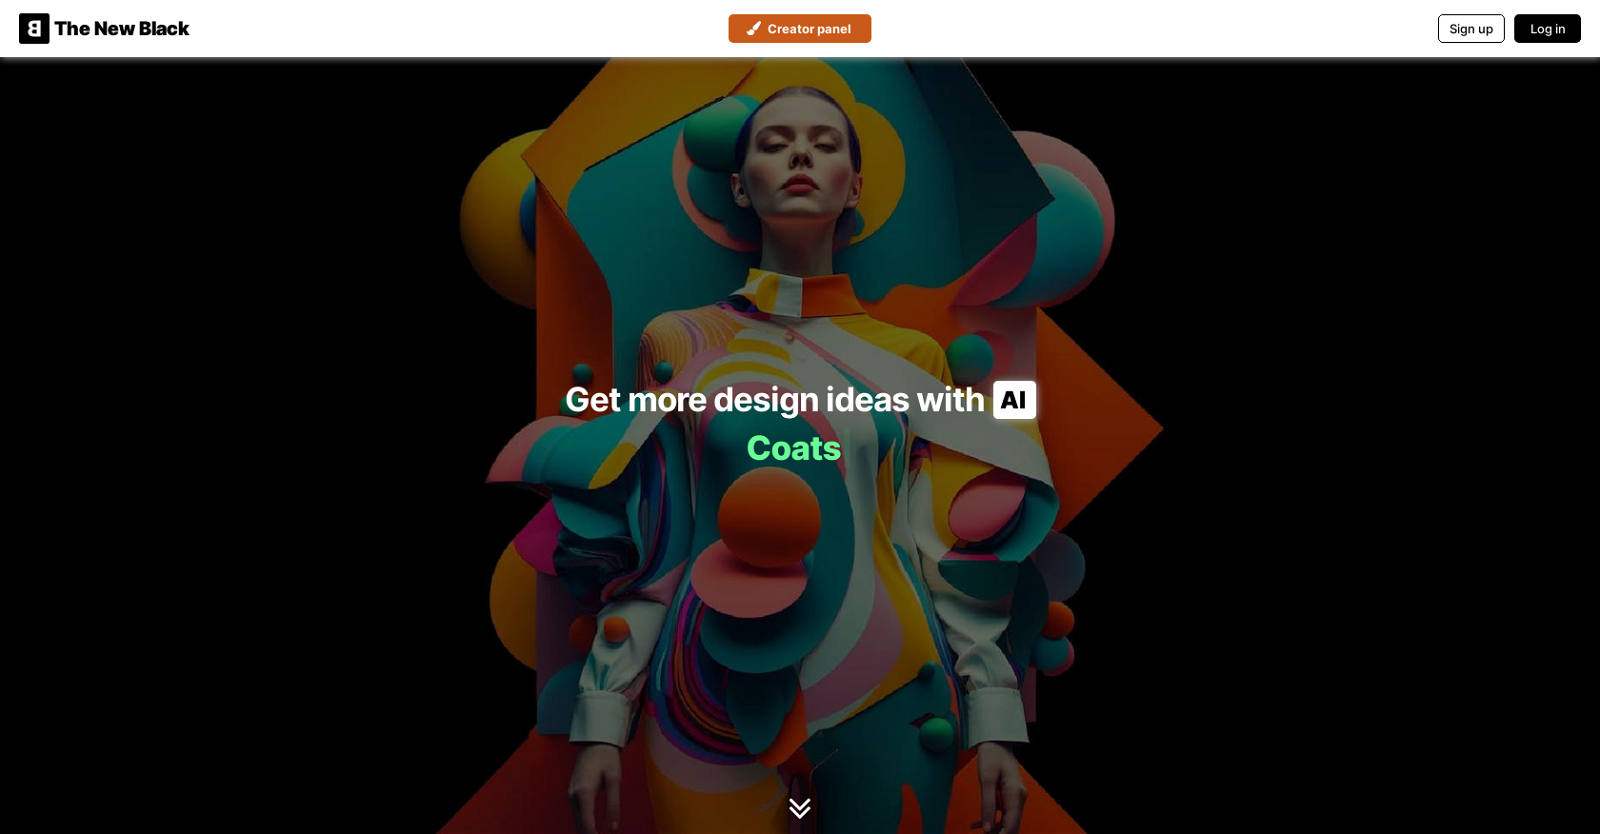 The New Black
Creator panel
Sign up
Log in
Get more design ideas with AI
Coats